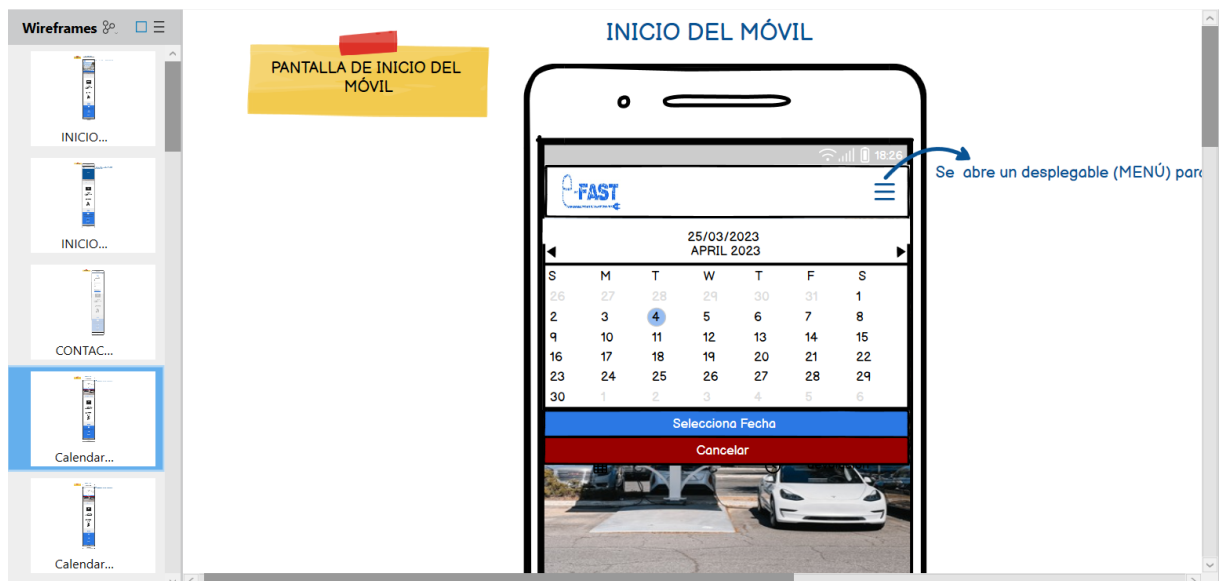 Wireframes
INICIO...
INICIO...
CONTAC...
Calendar...
Calendar...
INICIO DEL MÓVIL
PANTALLA DE INICIO DEL
MÓVIL
18:26
Se abre un desplegable (MENÚ) para
-FAST
25/03/2023
APRIL 2023
S M T W T F S
26 27 28 29 30 31 1
2 3 4 5 6 7 8
9 10 11 12 13 14 15
16 17 18 19 20 21 22
23 24 25 26 27 28 29
30 1 2 3 4 5 6
Selecciona Fecha
Cancelar